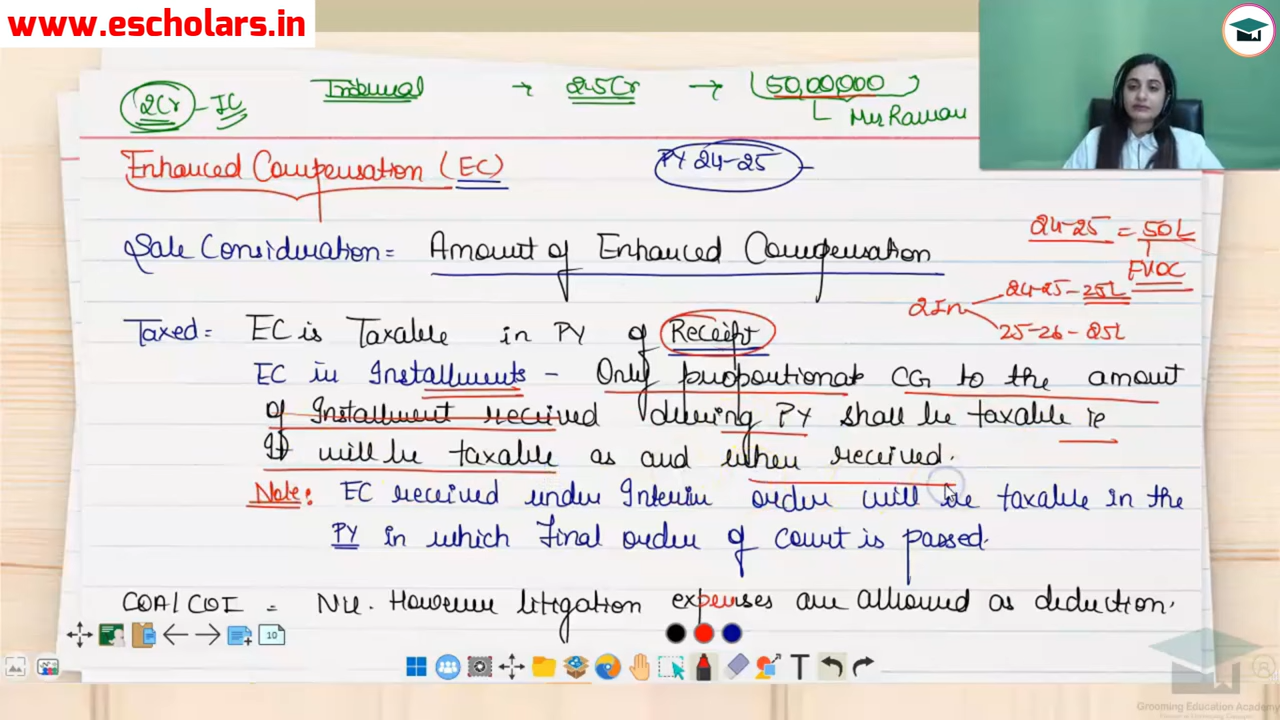 www.escholars.in
2Cr - IC Tribunal → 2.5Cr → 50,00,000
Mrs Raman
Enhanced Compensation (EC) PY 24-25 -
24-25 = 50L
Sale Consideration = Amount of Enhanced Compensation
FVOC
2In 24-25 - 25L
25-26 - 25L
Taxed = EC is Taxable in PY of Receipt
EC in Installments - Only proportionat CG to the amount
of Installment received during PY shall be taxable ie
It will be taxable as and when received.
Note: EC received under Interim order will be taxable in the
PY in which Final order of court is passed.
COA/COI = NIL. However litigation expenses are allowed as deduction.
10
Grooming Education Academy